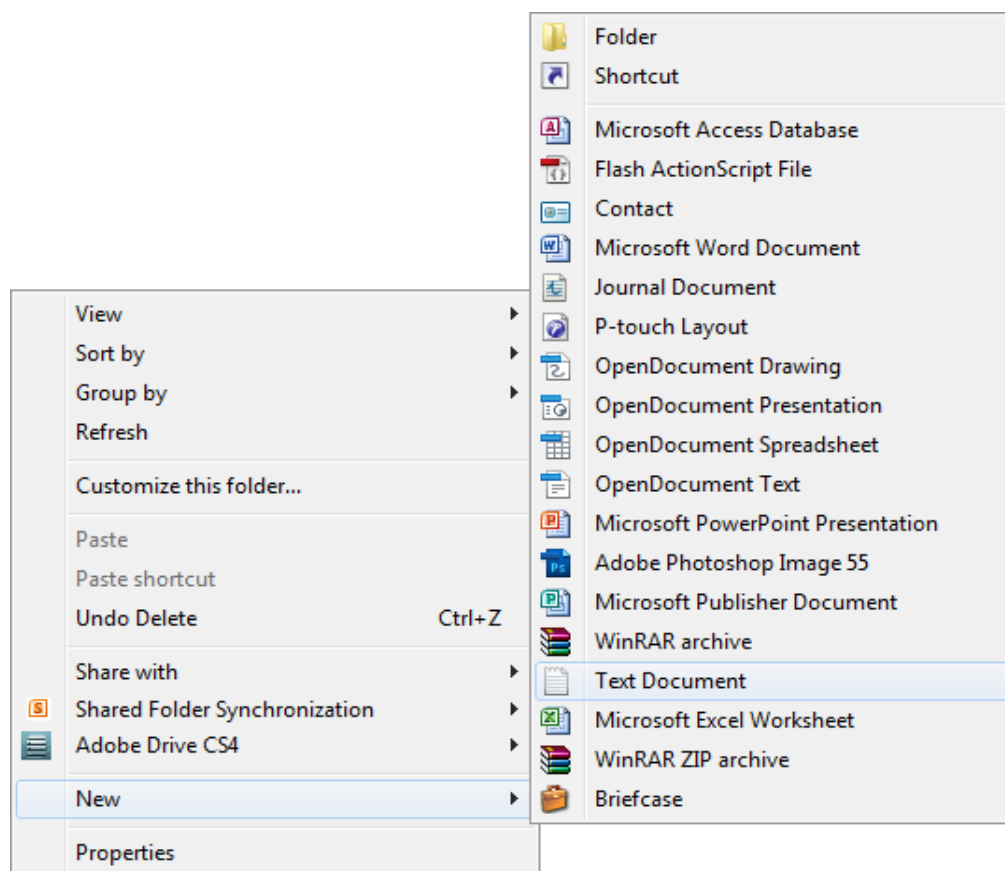 View
Sort by
Group by
Refresh
Customize this folder...
Paste
Paste shortcut
Undo Delete Ctrl+Z
Share with
Shared Folder Synchronization
Adobe Drive CS4
New
Properties
Folder
Shortcut
Microsoft Access Database
Flash ActionScript File
Contact
Microsoft Word Document
Journal Document
P-touch Layout
OpenDocument Drawing
OpenDocument Presentation
OpenDocument Spreadsheet
OpenDocument Text
Microsoft PowerPoint Presentation
Adobe Photoshop Image 55
Microsoft Publisher Document
WinRAR archive
Text Document
Microsoft Excel Worksheet
WinRAR ZIP archive
Briefcase